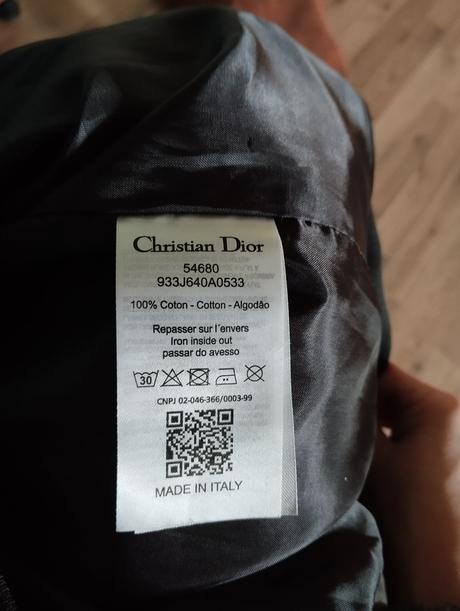 Christian Dior
54680
933J640A0533
100% Coton - Cotton - Algodão
Repasser sur l'envers
Iron inside out
passar do avesso
30
CNPJ 02-046-366/0003-99
MADE IN ITALY